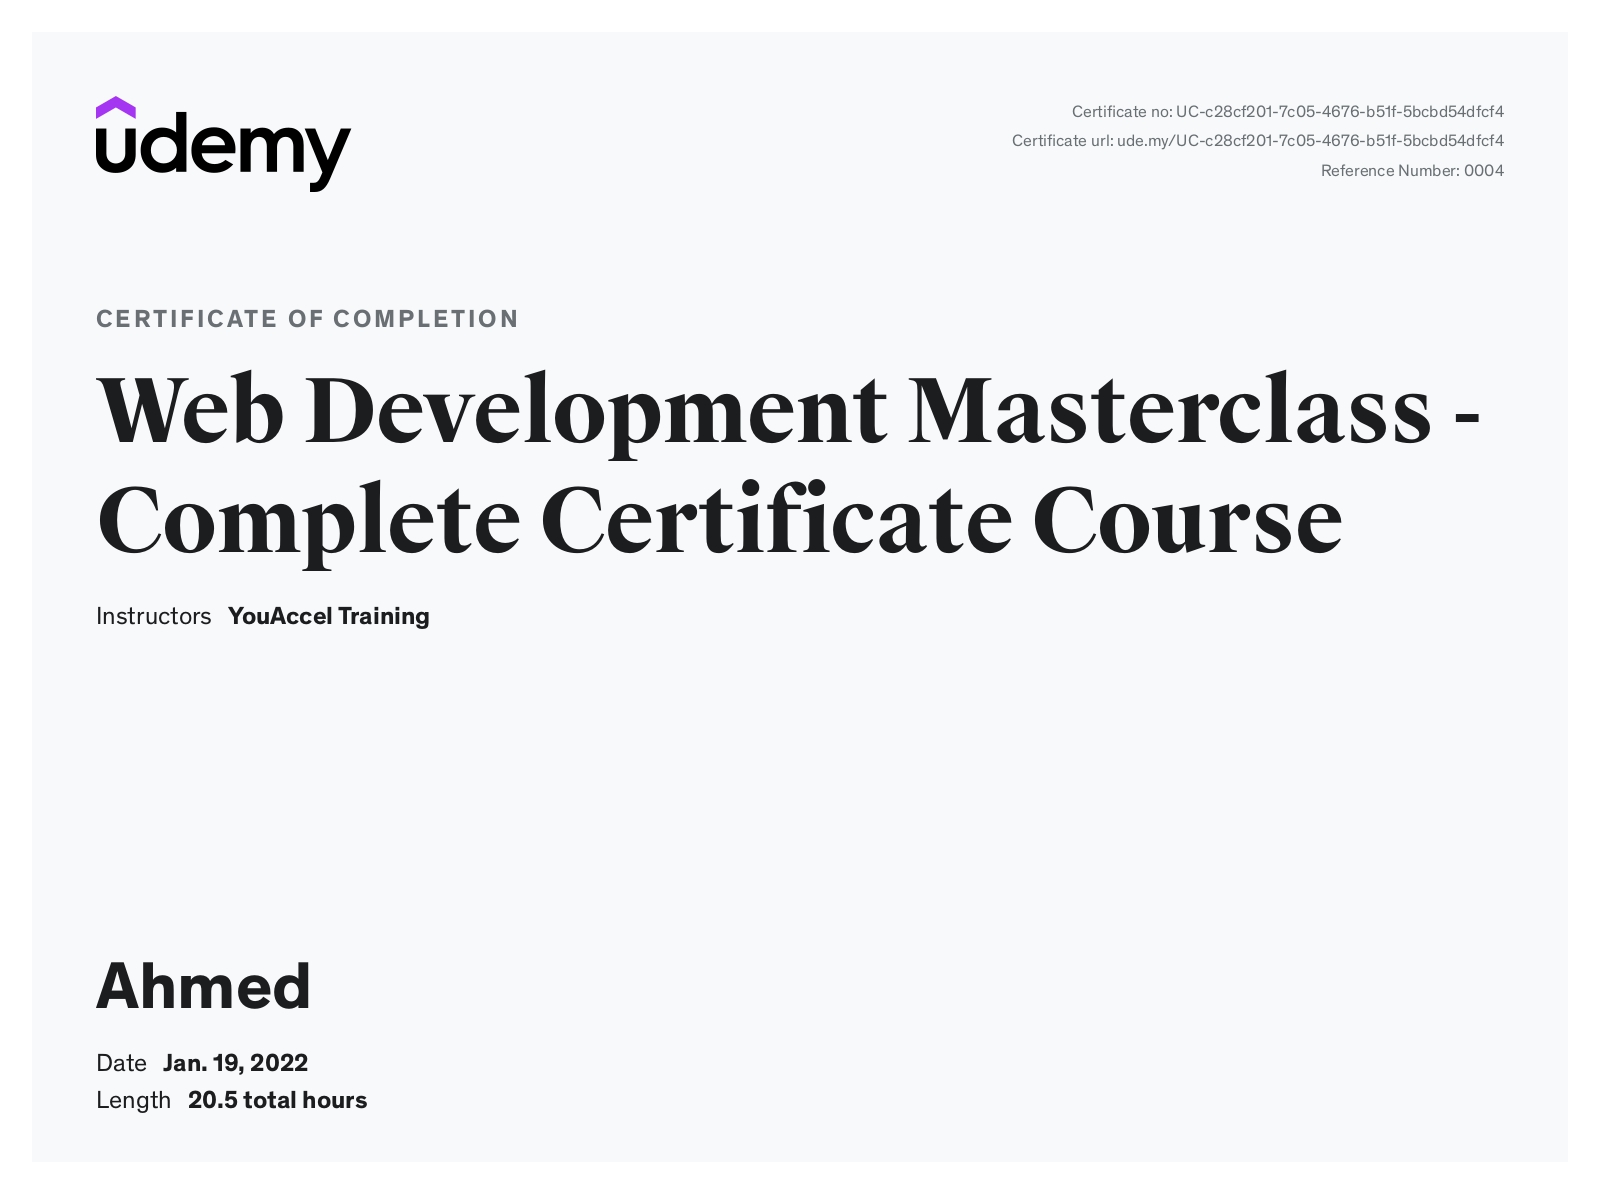 udemy
Certificate no: UC-c28cf201-7c05-4676-b51f-5bcbd54dfcf4
Certificate url: ude.my/UC-c28cf201-7c05-4676-b51f-5bcbd54dfcf4
Reference Number: 0004
CERTIFICATE OF COMPLETION
Web Development Masterclass -
Complete Certificate Course
Instructors YouAccel Training
Ahmed
Date Jan. 19, 2022
Length 20.5 total hours